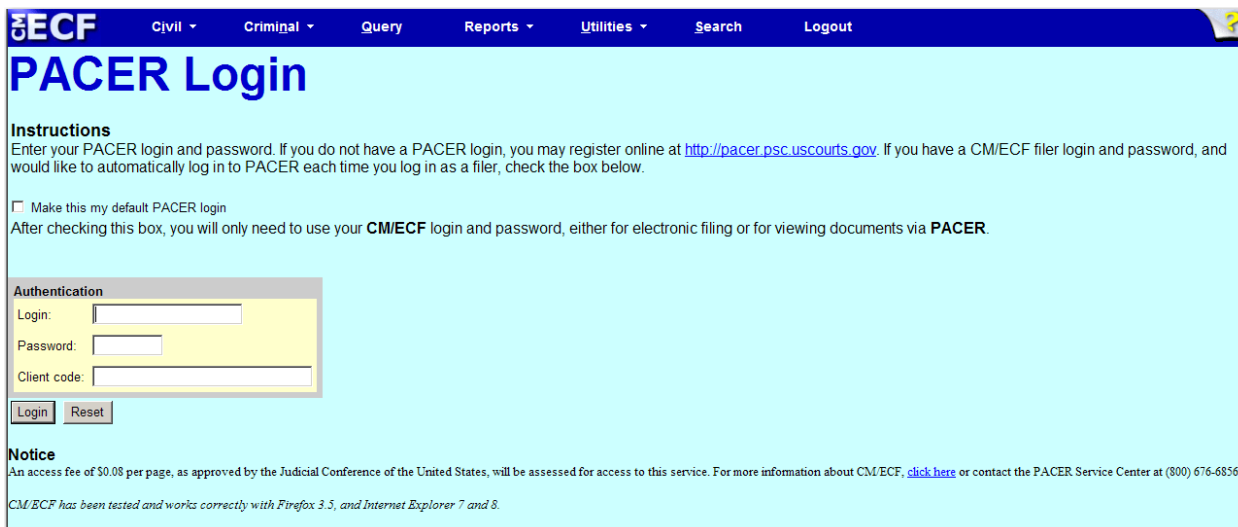 CM ECF Civil Criminal Query Reports Utilities Search Logout ?
PACER Login
Instructions
Enter your PACER login and password. If you do not have a PACER login, you may register online at http://pacer.psc.uscourts.gov. If you have a CM/ECF filer login and password, and
would like to automatically log in to PACER each time you log in as a filer, check the box below.
Make this my default PACER login
After checking this box, you will only need to use your CM/ECF login and password, either for electronic filing or for viewing documents via PACER.
Authentication
Login:
Password:
Client code:
Login Reset
Notice
An access fee of $0.08 per page, as approved by the Judicial Conference of the United States, will be assessed for access to this service. For more information about CM/ECF, click here or contact the PACER Service Center at (800) 676-6856
CM/ECF has been tested and works correctly with Firefox 3.5, and Internet Explorer 7 and 8.